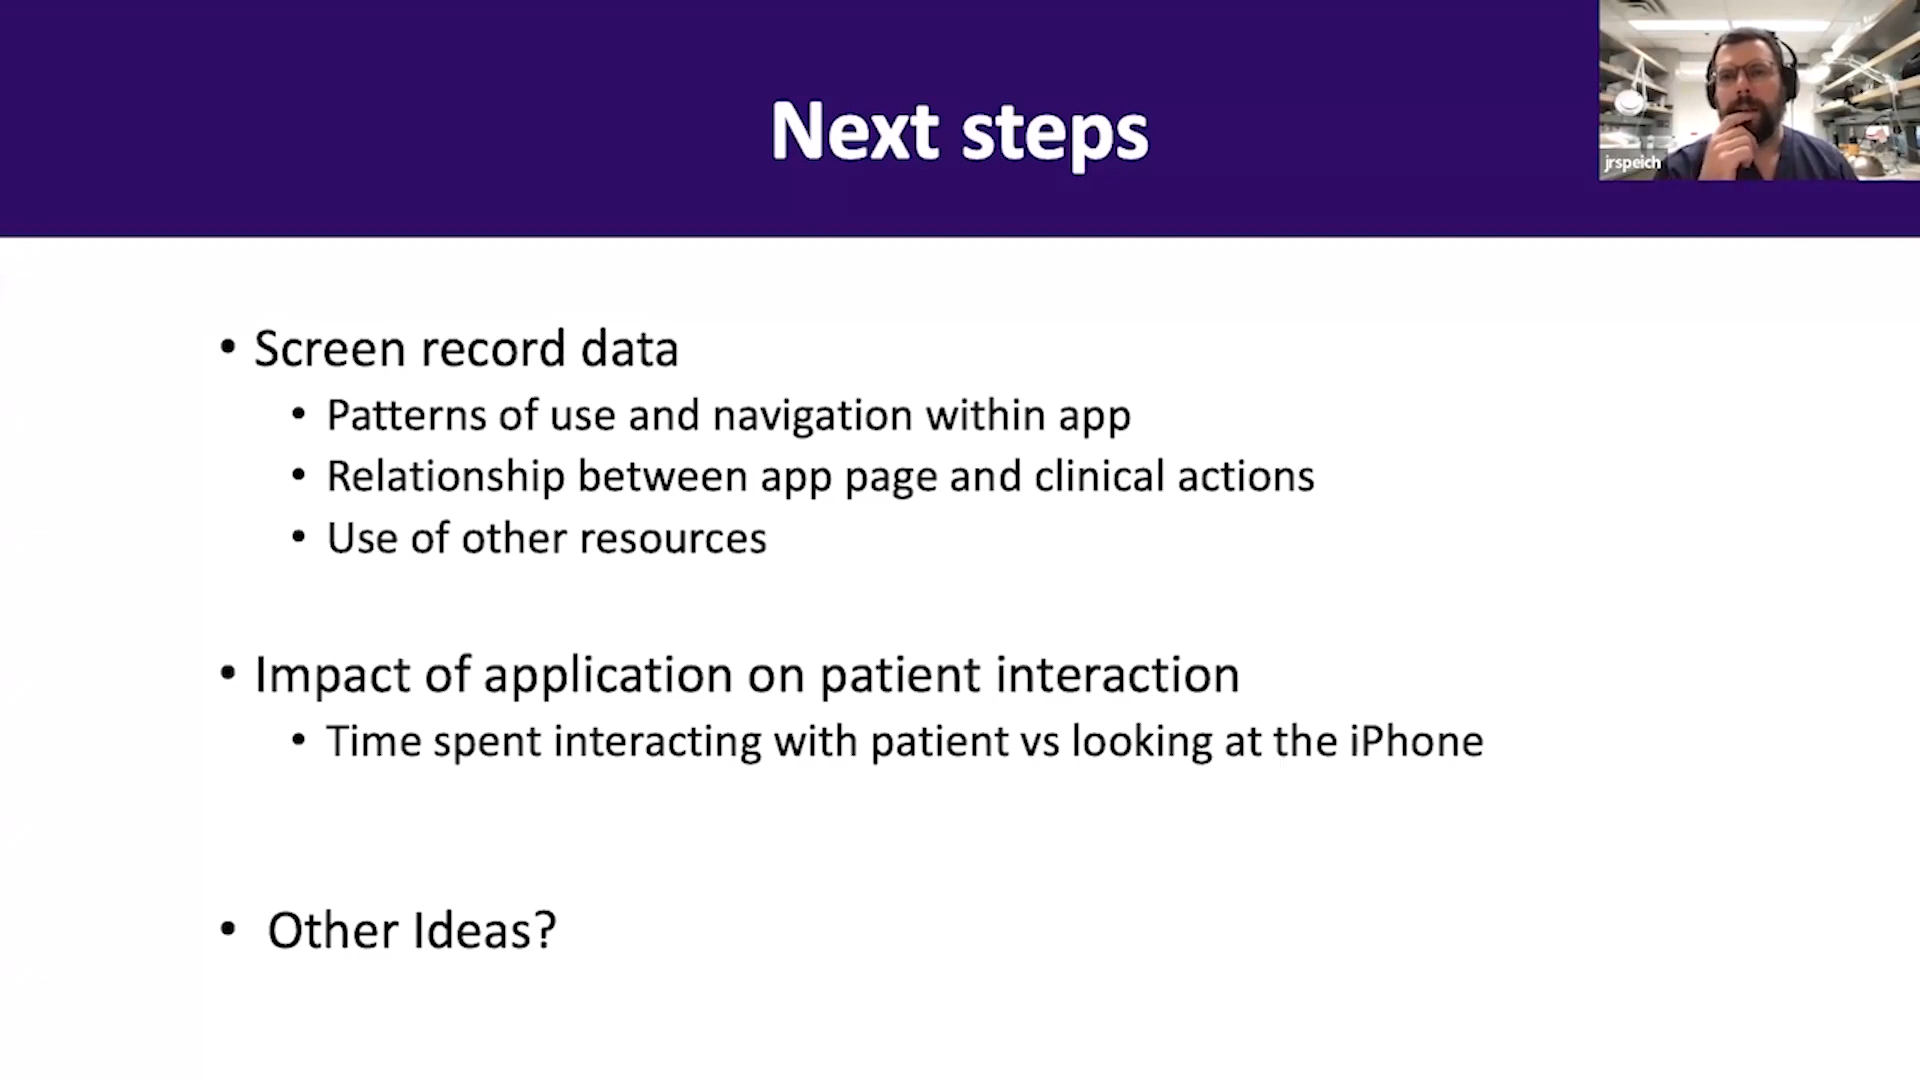 Next steps
jrspeich
• Screen record data
• Patterns of use and navigation within app
• Relationship between app page and clinical actions
• Use of other resources
• Impact of application on patient interaction
• Time spent interacting with patient vs looking at the iPhone
• Other Ideas?